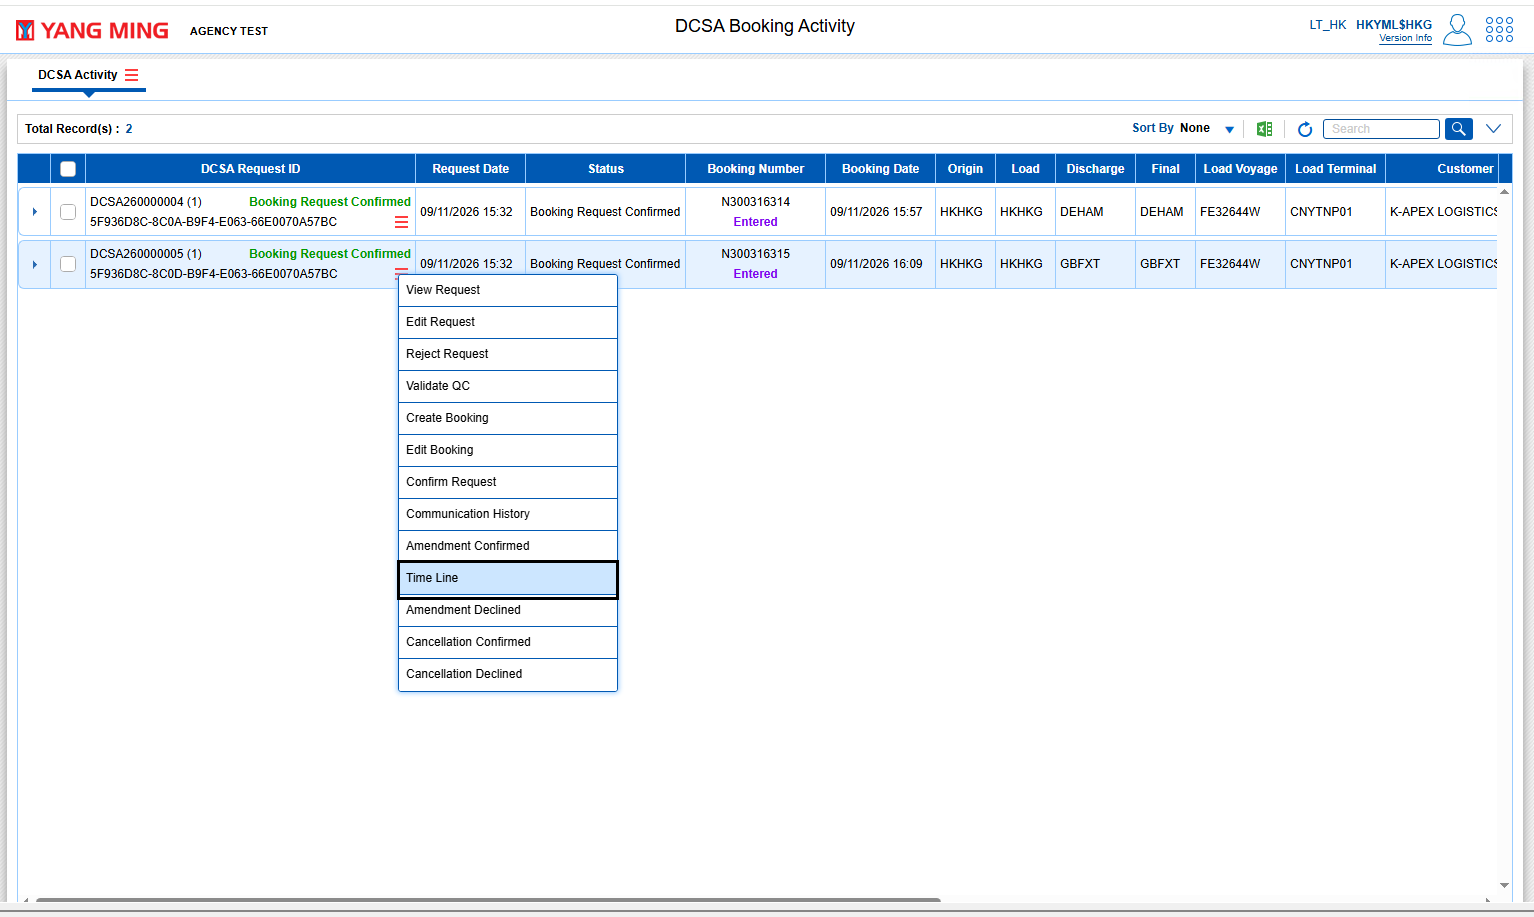 YANG MING AGENCY TEST
DCSA Booking Activity
LT_HK HKYML$HKG
Version Info
DCSA Activity
Total Record(s) : 2
Sort By None
Search
DCSA Request ID Request Date Status Booking Number Booking Date Origin Load Discharge Final Load Voyage Load Terminal Customer
DCSA260000004 (1) Booking Request Confirmed
5F936D8C-8C0A-B9F4-E063-66E0070A57BC
09/11/2026 15:32 Booking Request Confirmed
N300316314
Entered
09/11/2026 15:57 HKHKG HKHKG DEHAM DEHAM FE32644W CNYTNP01 K-APEX LOGISTICS
DCSA260000005 (1) Booking Request Confirmed
5F936D8C-8C0D-B9F4-E063-66E0070A57BC
09/11/2026 15:32 Booking Request Confirmed
N300316315
Entered
09/11/2026 16:09 HKHKG HKHKG GBFXT GBFXT FE32644W CNYTNP01 K-APEX LOGISTICS
View Request
Edit Request
Reject Request
Validate QC
Create Booking
Edit Booking
Confirm Request
Communication History
Amendment Confirmed
Time Line
Amendment Declined
Cancellation Confirmed
Cancellation Declined